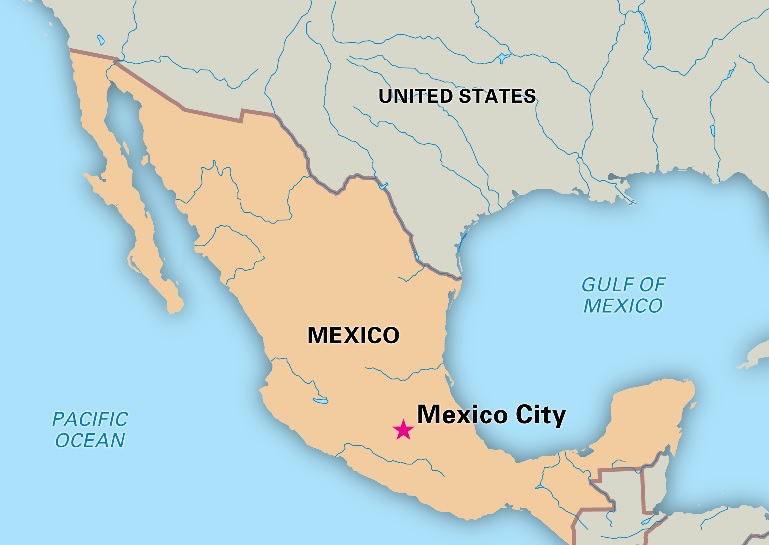 UNITED STATES
GULF OF
MEXICO
MEXICO
Mexico City
PACIFIC
OCEAN